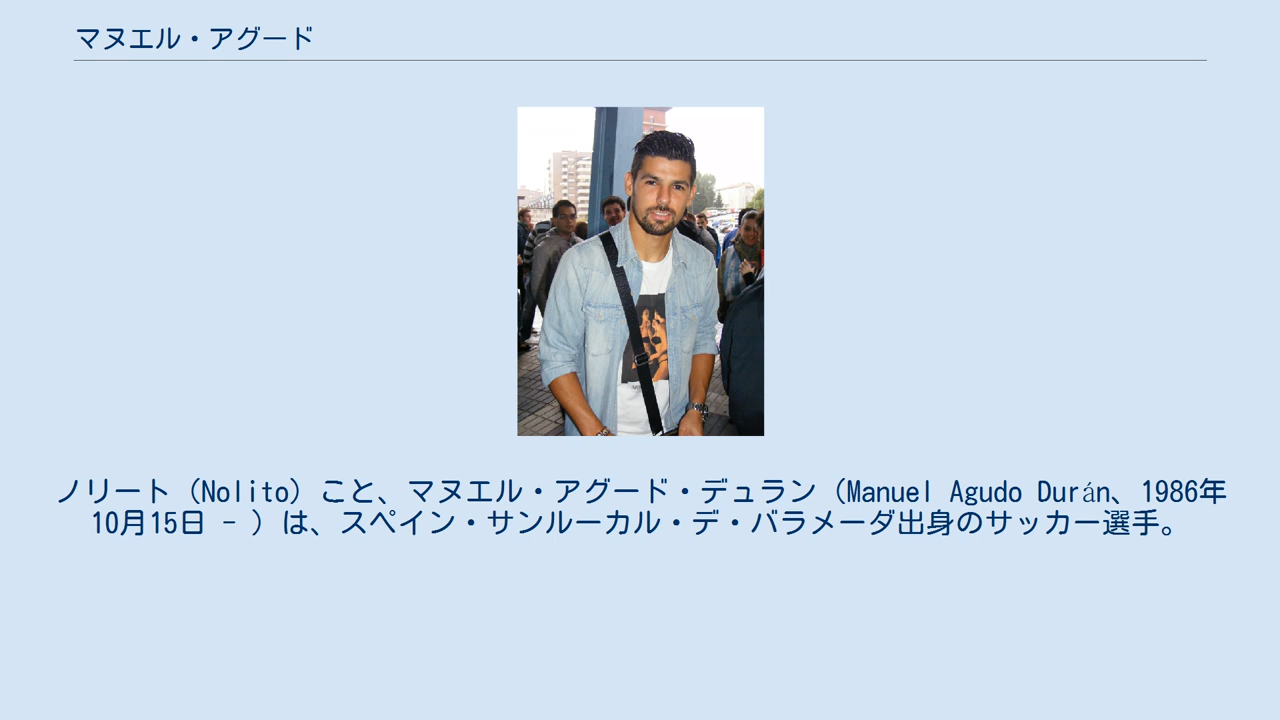 マヌエル・アグード
ノリート（Nolito）こと、マヌエル・アグード・デュラン（Manuel Agudo Durán、1986年
10月15日 - ）は、スペイン・サンルーカル・デ・バラメーダ出身のサッカー選手。